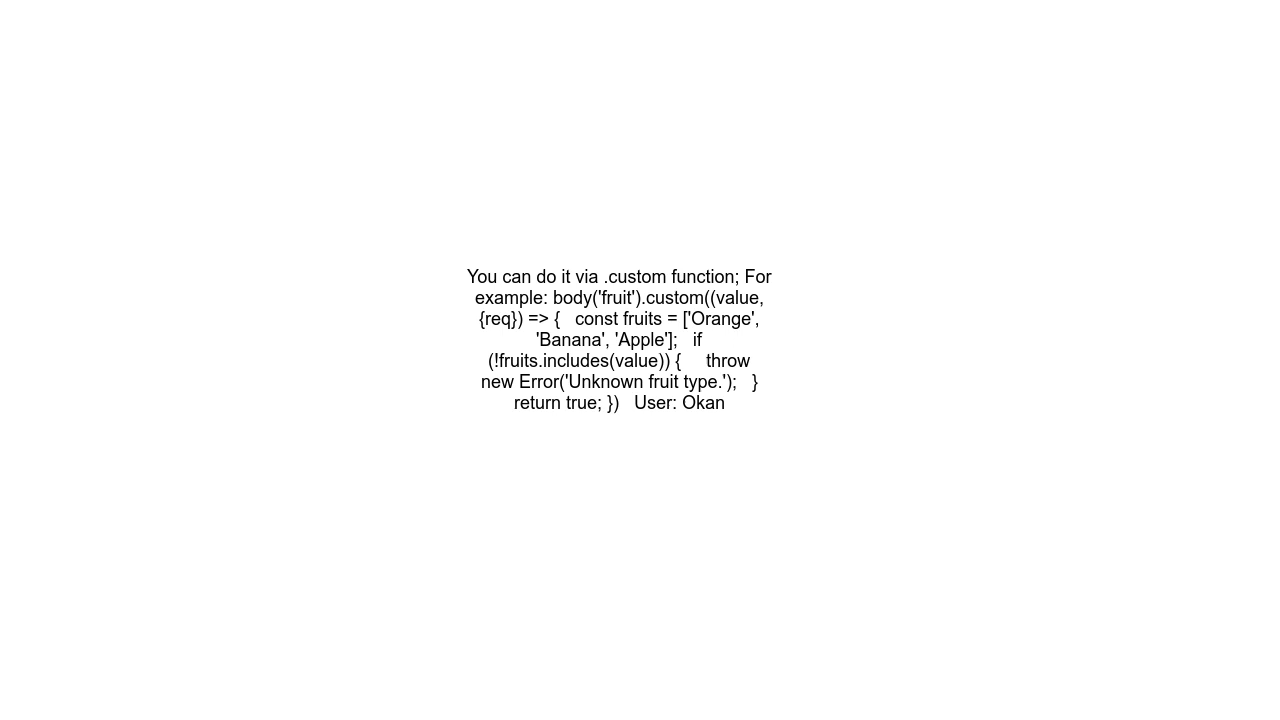 You can do it via .custom function; For
example: body('fruit').custom((value,
{req}) => {   const fruits = ['Orange',
'Banana', 'Apple'];   if
(!fruits.includes(value)) {     throw
new Error('Unknown fruit type.');   }
return true; })   User: Okan